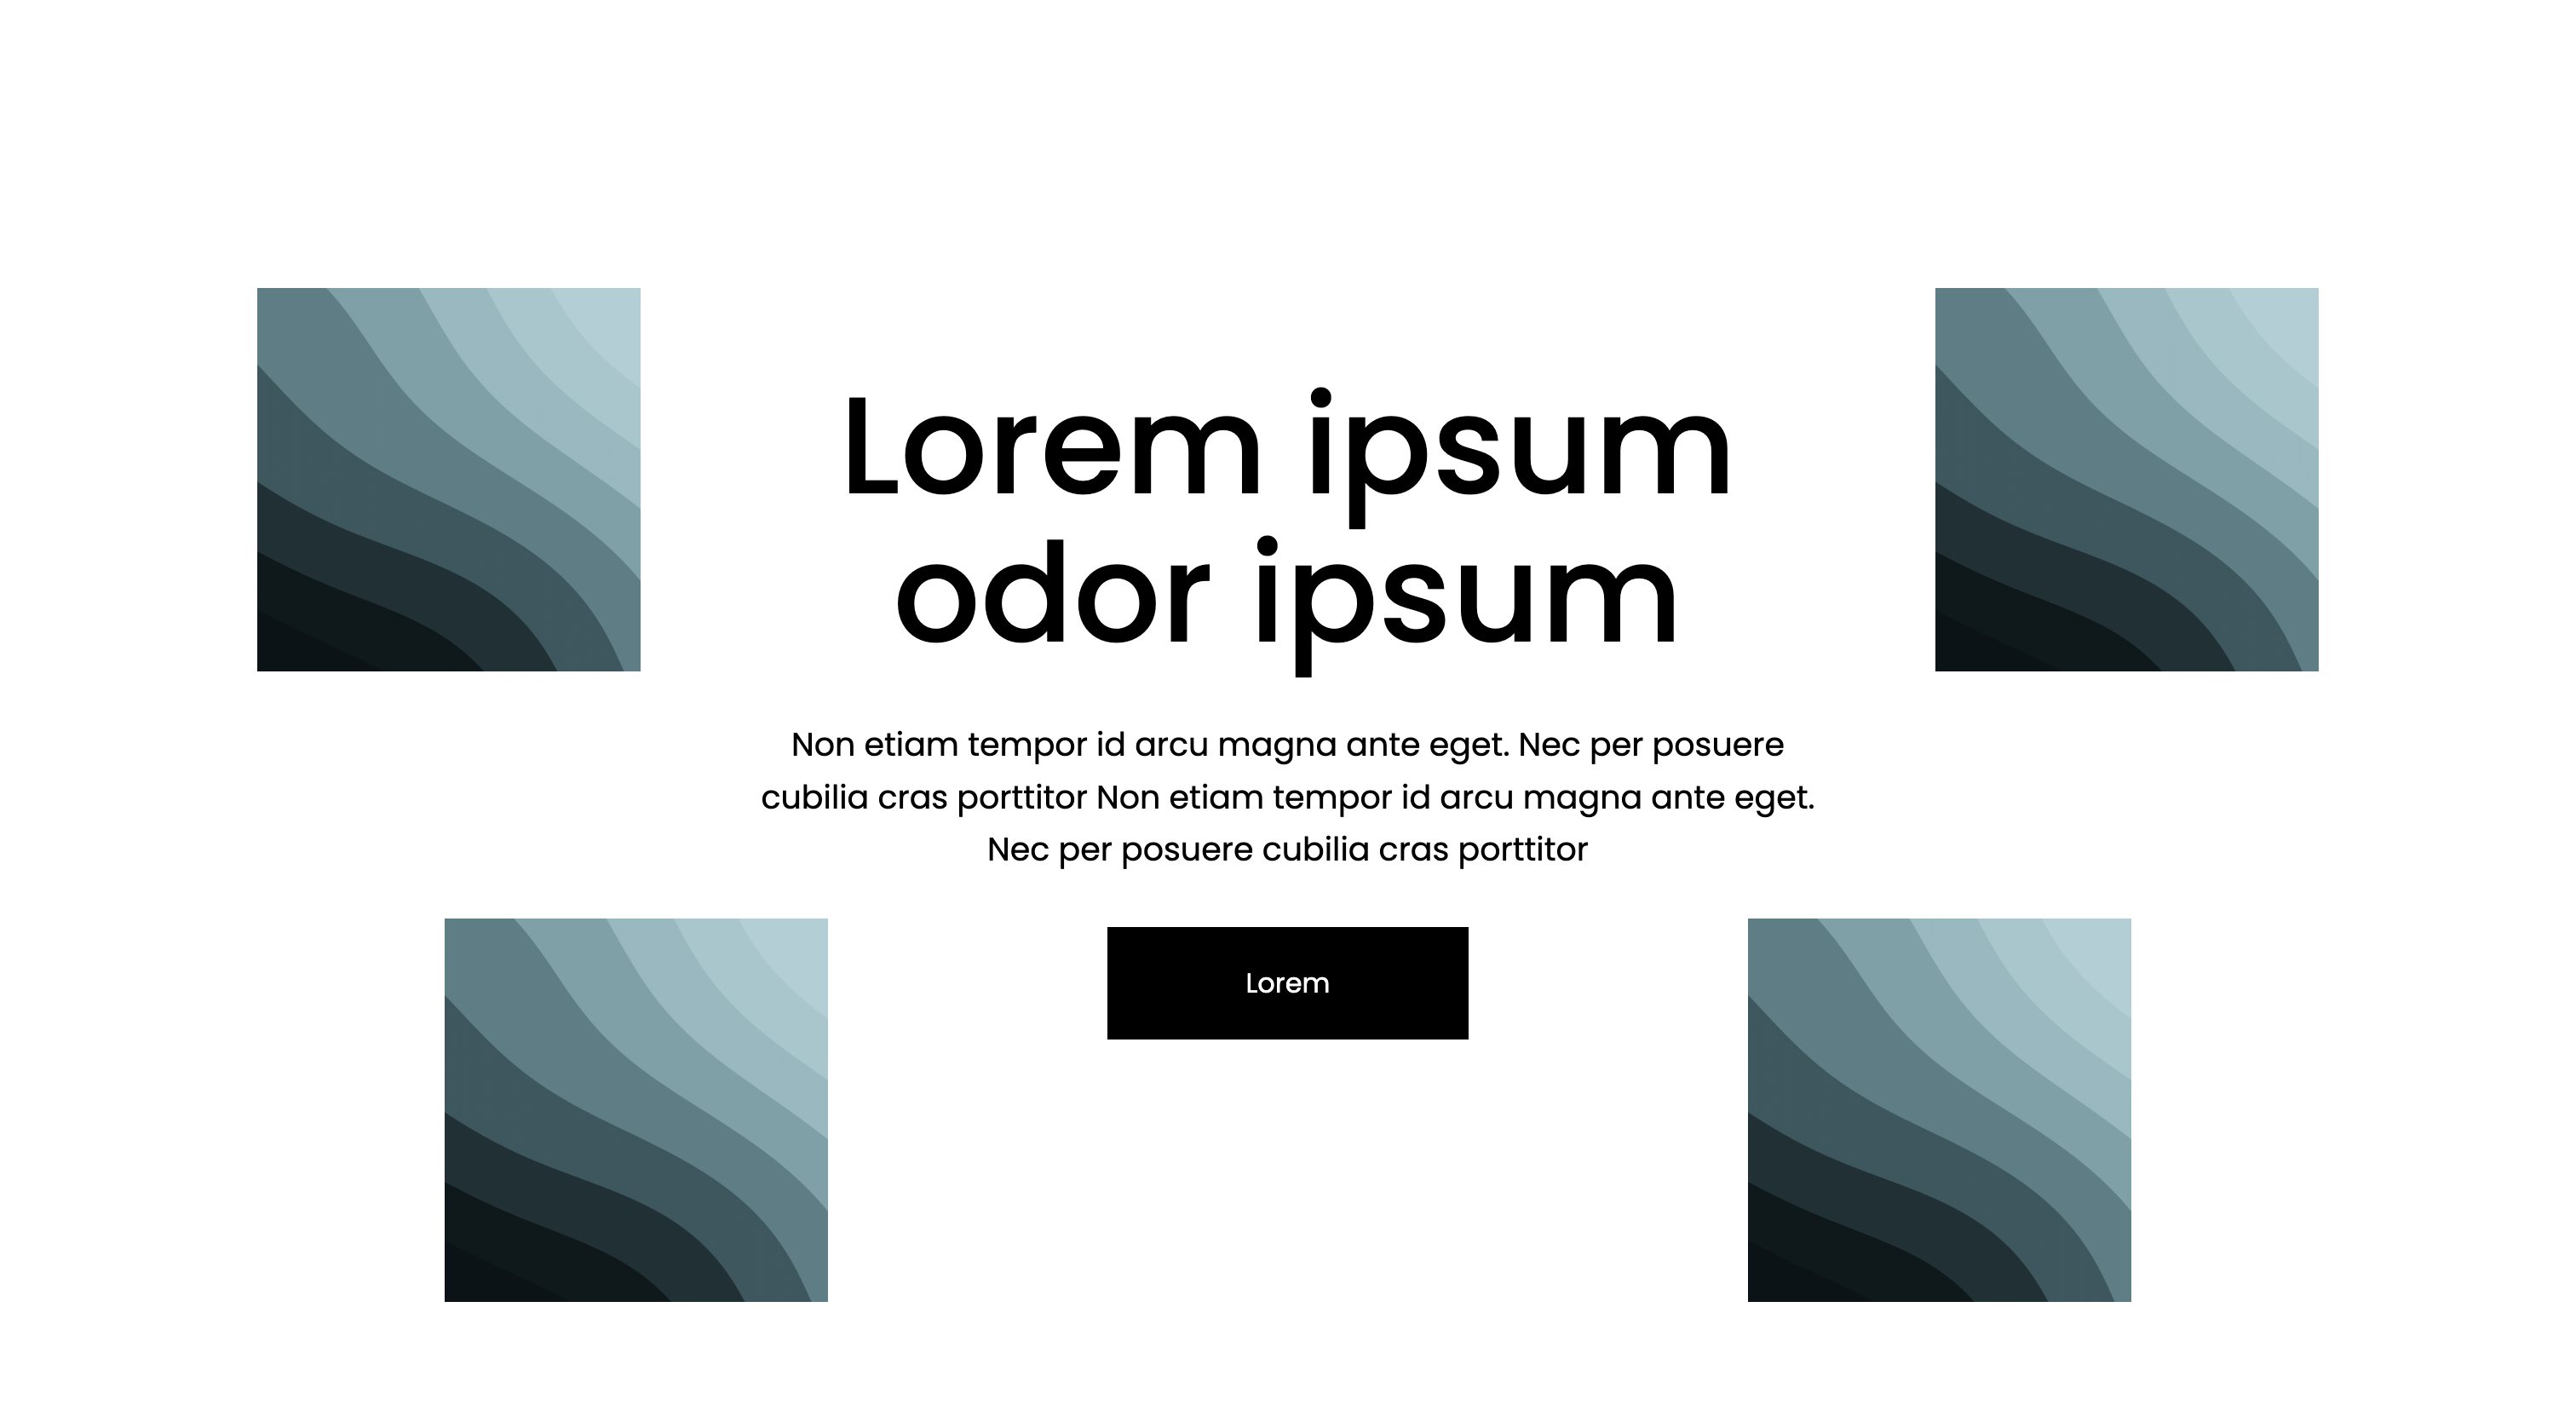 Lorem ipsum
odor ipsum
Non etiam tempor id arcu magna ante eget. Nec per posuere
cubilia cras porttitor Non etiam tempor id arcu magna ante eget.
Nec per posuere cubilia cras porttitor
Lorem